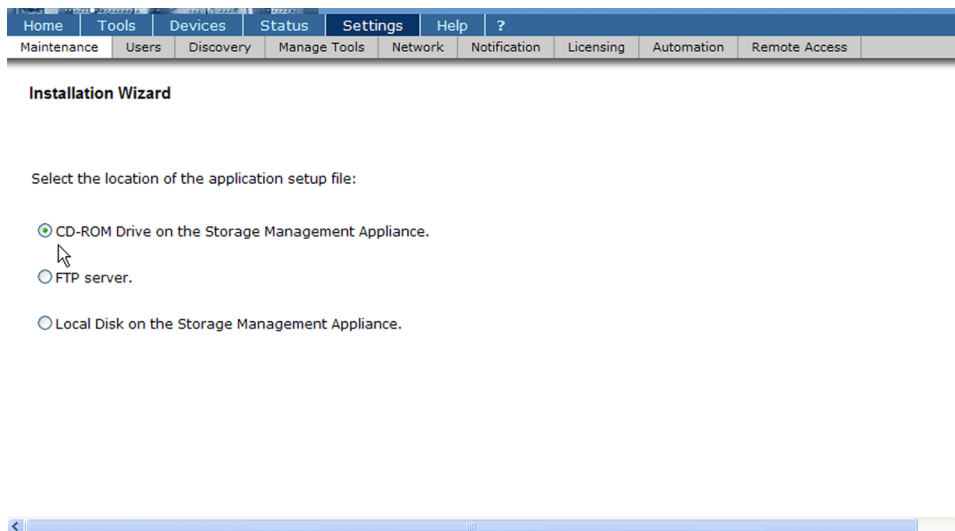 Home Tools Devices Status Settings Help ?
Maintenance Users Discovery Manage Tools Network Notification Licensing Automation Remote Access
Installation Wizard
Select the location of the application setup file:
CD-ROM Drive on the Storage Management Appliance.
FTP server.
Local Disk on the Storage Management Appliance.